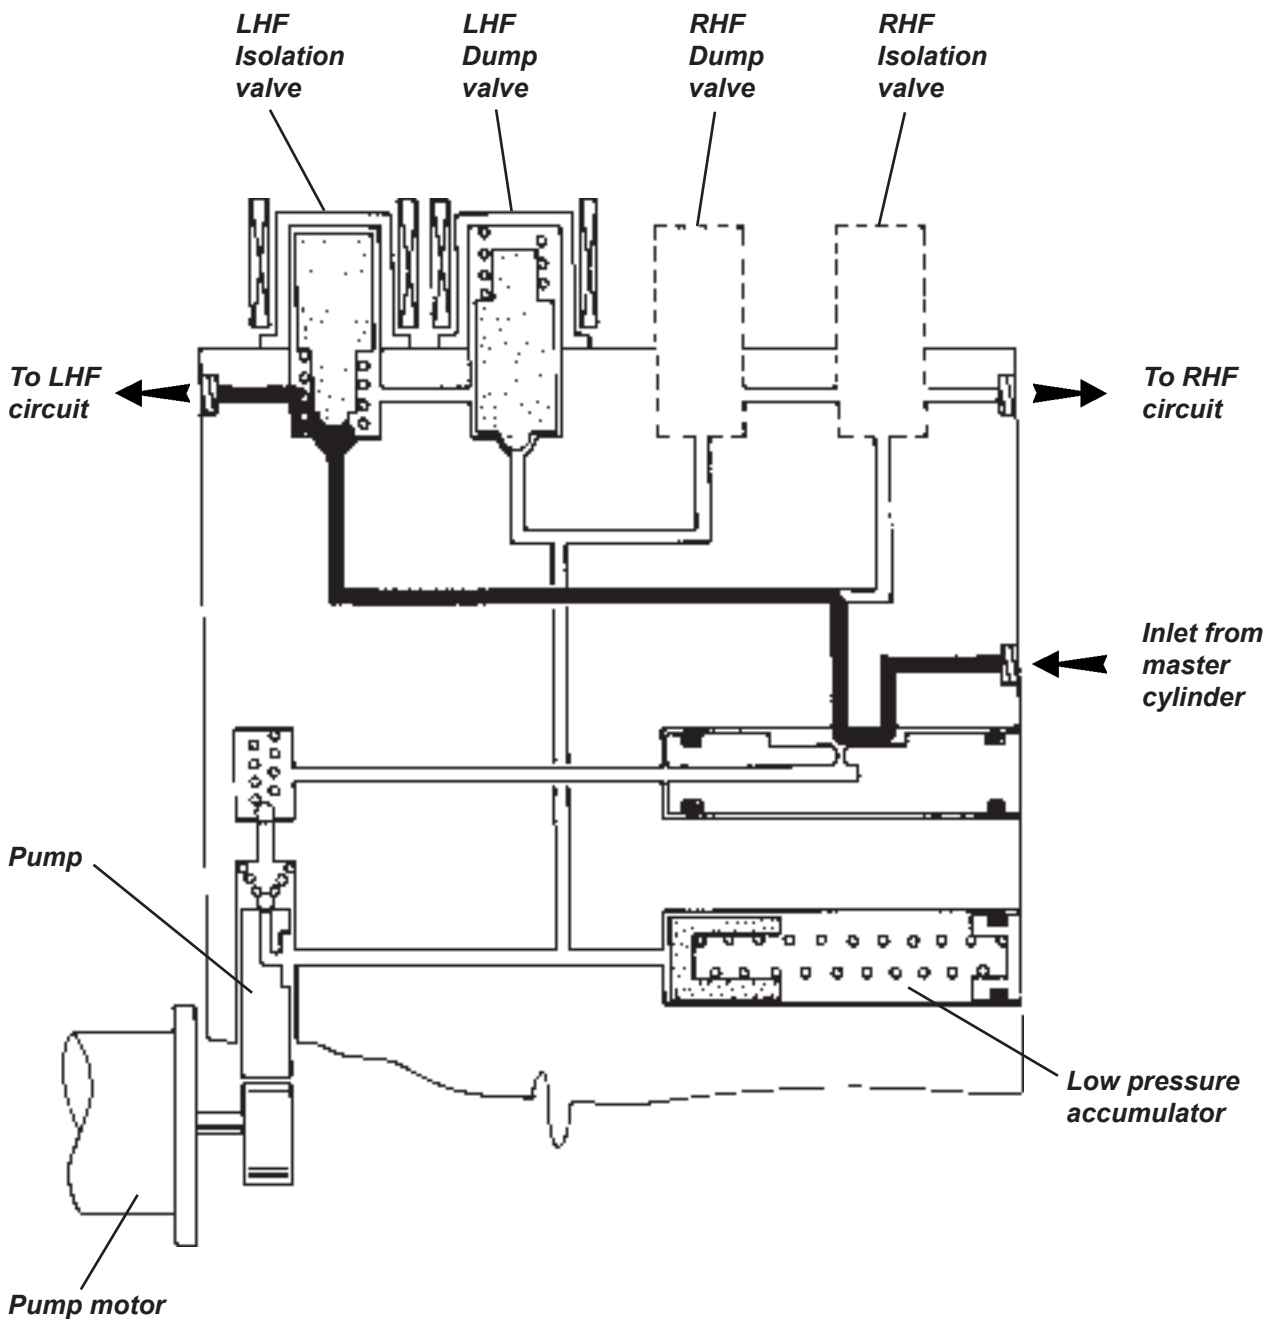 LHF
Isolation
valve
LHF
Dump
valve
RHF
Dump
valve
RHF
Isolation
valve
To LHF
circuit
To RHF
circuit
Inlet from
master
cylinder
Pump
Low pressure
accumulator
Pump motor